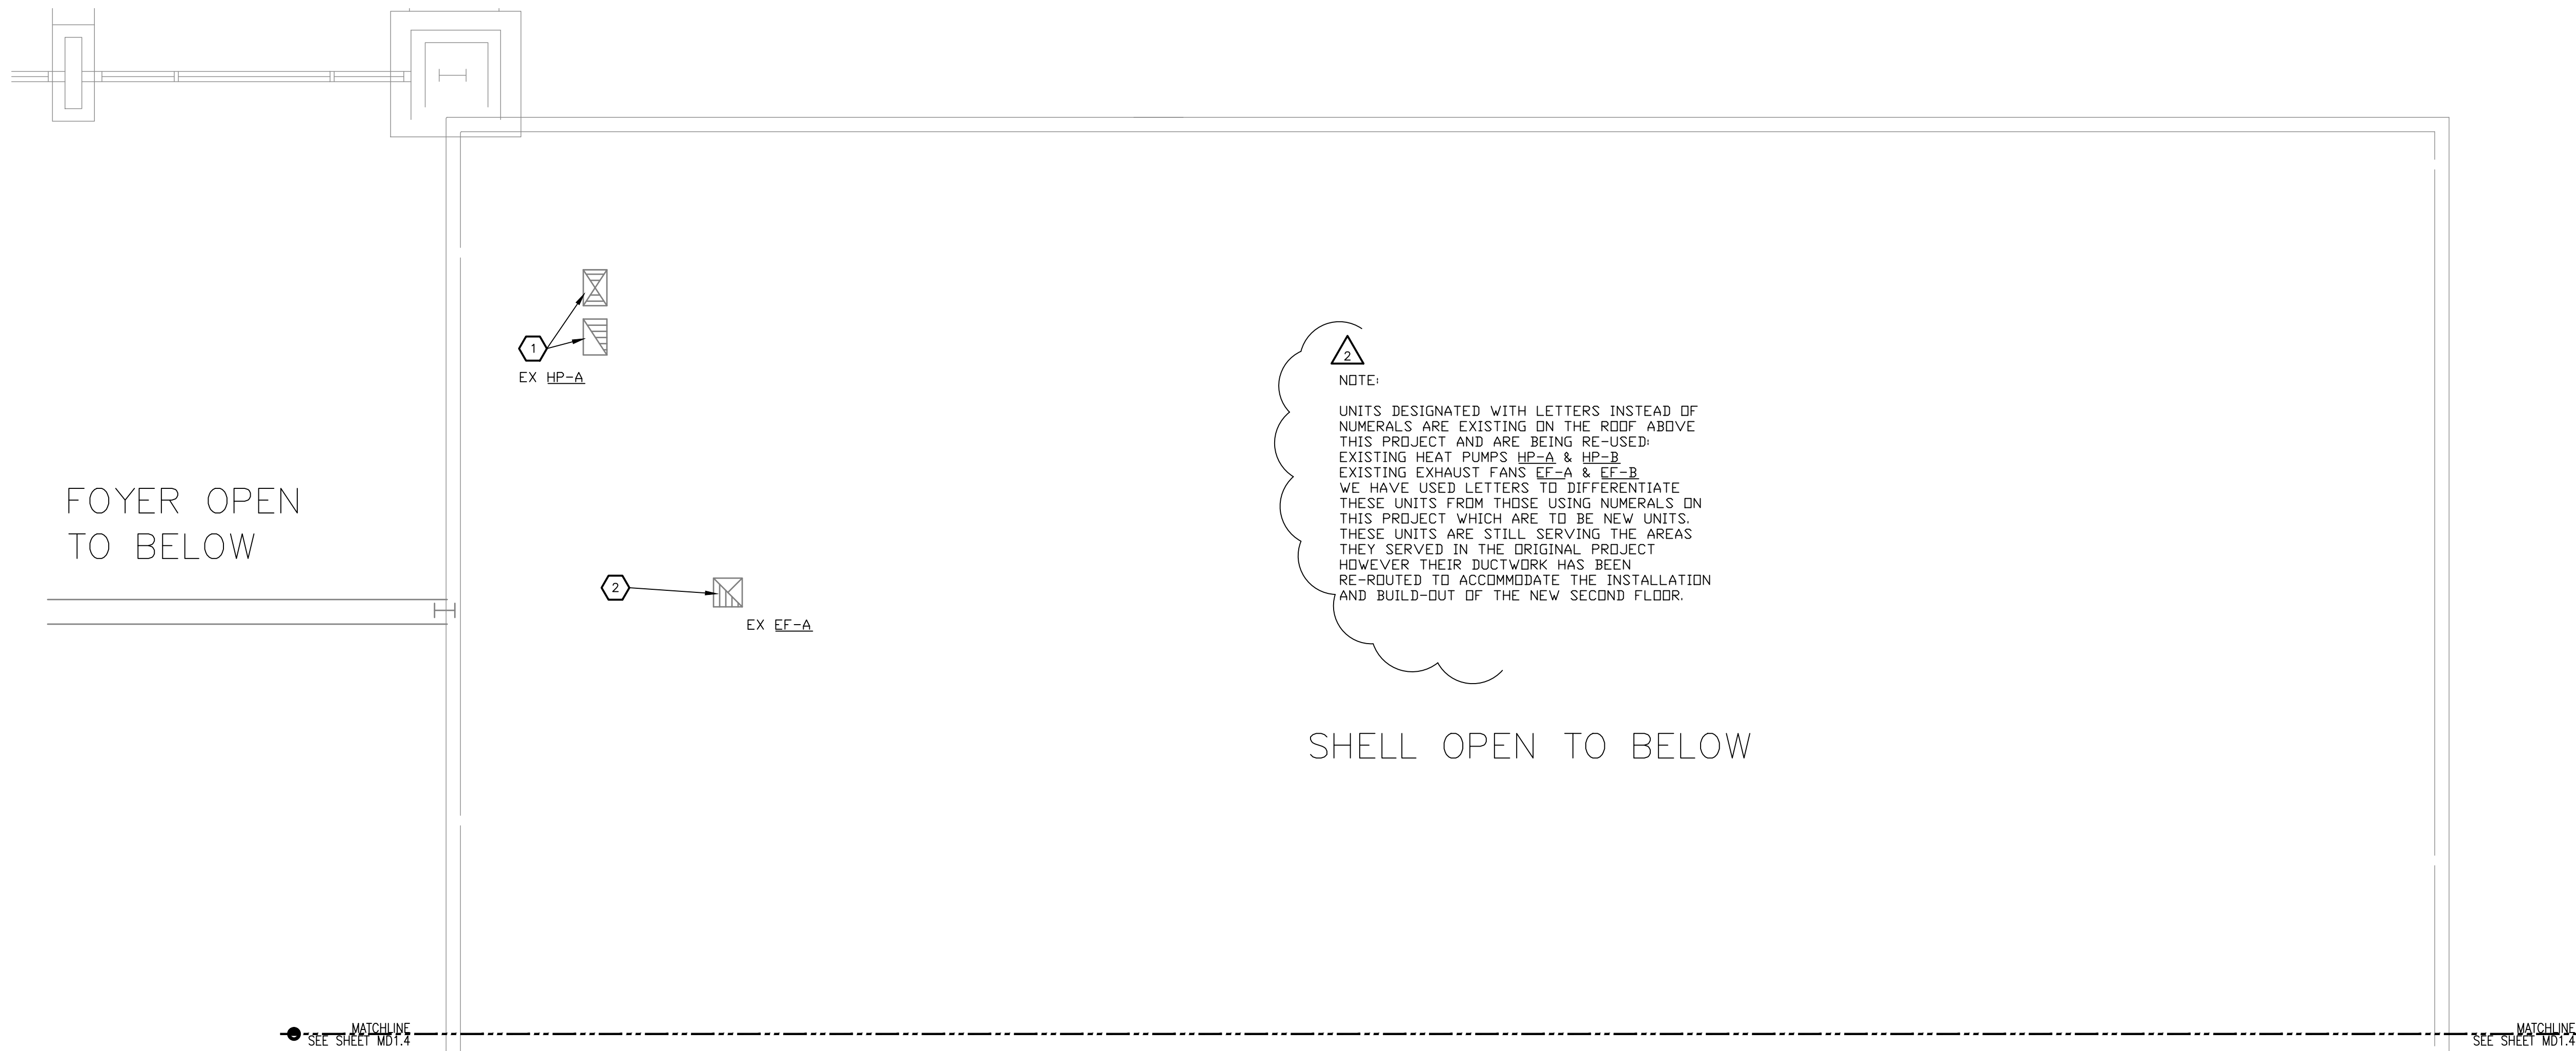 1
EX HP-A
2
NOTE:
UNITS DESIGNATED WITH LETTERS INSTEAD OF
NUMERALS ARE EXISTING ON THE ROOF ABOVE
THIS PROJECT AND ARE BEING RE-USED:
EXISTING HEAT PUMPS HP-A & HP-B
EXISTING EXHAUST FANS EF-A & EF-B
WE HAVE USED LETTERS TO DIFFERENTIATE
THESE UNITS FROM THOSE USING NUMERALS ON
THIS PROJECT WHICH ARE TO BE NEW UNITS.
THESE UNITS ARE STILL SERVING THE AREAS
THEY SERVED IN THE ORIGINAL PROJECT
HOWEVER THEIR DUCTWORK HAS BEEN
RE-ROUTED TO ACCOMMODATE THE INSTALLATION
AND BUILD-OUT OF THE NEW SECOND FLOOR.
FOYER OPEN
TO BELOW
2
EX EF-A
SHELL OPEN TO BELOW
MATCHLINE
SEE SHEET MD1.4
MATCHLINE
SEE SHEET MD1.4